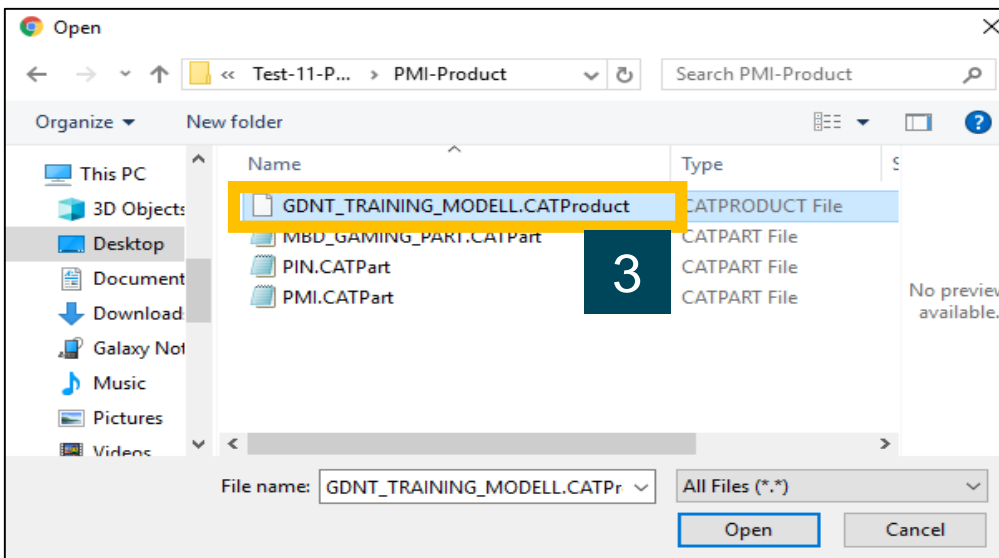 Open
« Test-11-P... > PMI-Product
Search PMI-Product
Organize
New folder
?
Name
Type
This PC
3D Objects
Desktop
Document
Download
Galaxy Not
Music
Pictures
Videos
GDNT_TRAINING_MODELL.CATProduct
CATPRODUCT File
MBD_GAMING_PART.CATPart
CATPART File
PIN.CATPart
CATPART File
PMI.CATPart
CATPART File
3
No preview
available.
File name:
GDNT_TRAINING_MODELL.CATPr
All Files (*.*)
Open
Cancel